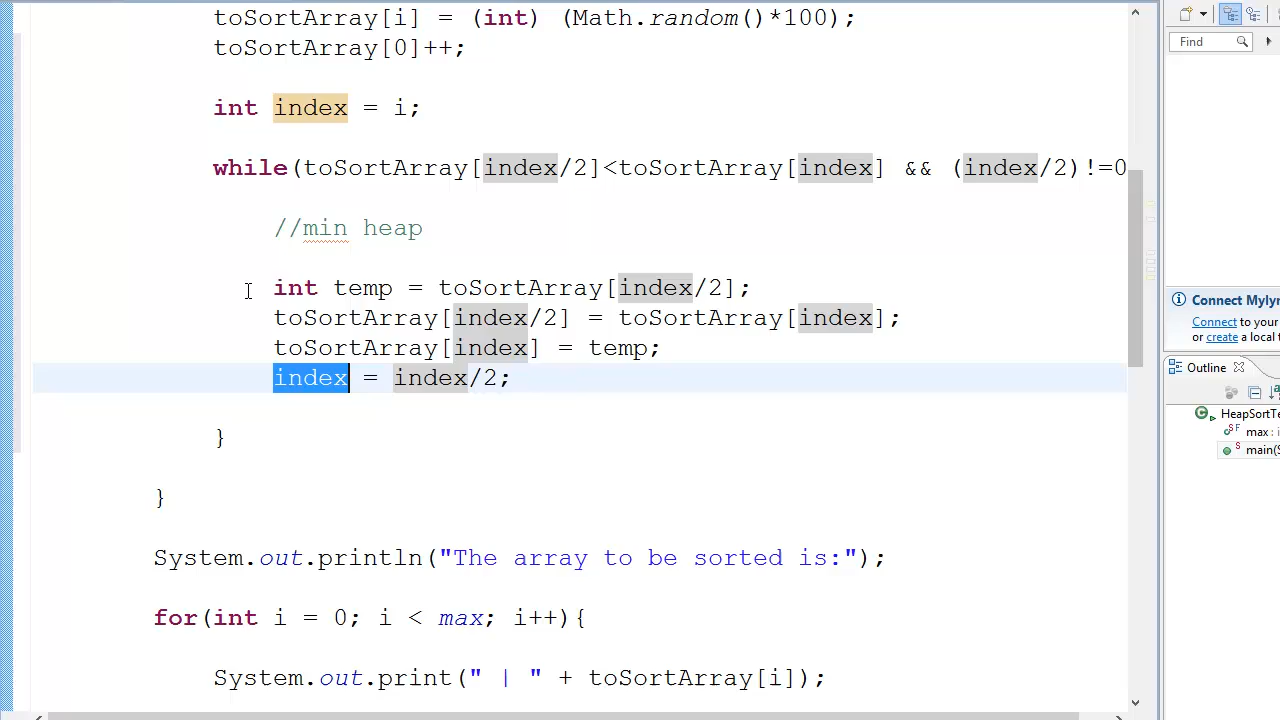 toSortArray[i] = (int) (Math.random()*100);
toSortArray[0]++;
int index = i;
while(toSortArray[index/2]<toSortArray[index] && (index/2)!=0
//min heap
int temp = toSortArray[index/2];
toSortArray[index/2] = toSortArray[index];
toSortArray[index] = temp;
index = index/2;
}
}
System.out.println("The array to be sorted is:");
for(int i = 0; i < max; i++){
System.out.print(" | " + toSortArray[i]);
Find
Connect Mylyn
Connect to your
or create a local t
Outline
HeapSortTe
max : i
main(S